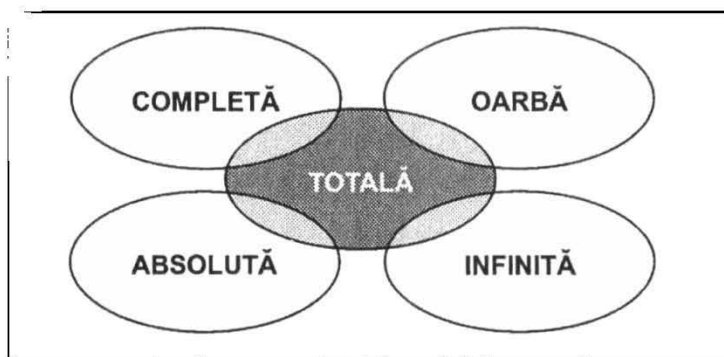 COMPLETĂ
OARBĂ
TOTALĂ
ABSOLUTĂ
INFINITĂ